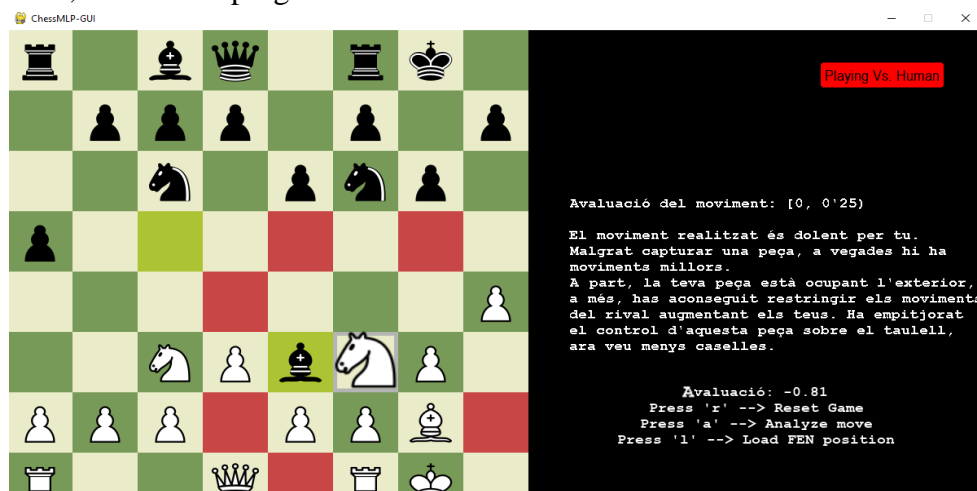 ChessMLP-GUI
Playing Vs. Human
Avaluació del moviment: [0, 0'25)
El moviment realitzat és dolent per tu.
Malgrat capturar una peça, a vegades hi ha
moviments millors.
A part, la teva peça està ocupant l'exterior,
a més, has aconseguit restringir els moviments
del rival augmentant els teus. Ha empitjorat
el control d'aquesta peça sobre el taulell,
ara veu menys caselles.
Avaluació: -0.81
Press 'r' --> Reset Game
Press 'a' --> Analyze move
Press 'l' --> Load FEN position